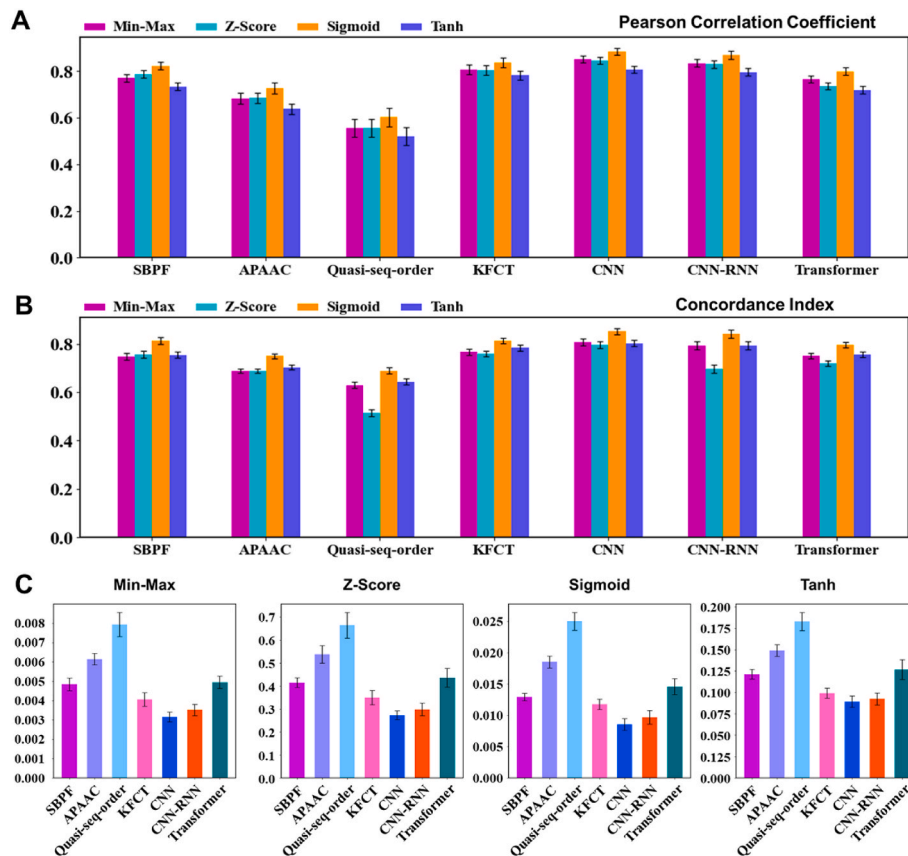 A
Min-Max Z-Score Sigmoid Tanh
Pearson Correlation Coefficient
0.8
0.6
0.4
0.2
0.0
SBPF APAAC Quasi-seq-order KFCT CNN CNN-RNN Transformer
B
Min-Max Z-Score Sigmoid Tanh
Concordance Index
0.8
0.6
0.4
0.2
0.0
SBPF APAAC Quasi-seq-order KFCT CNN CNN-RNN Transformer
C
Min-Max
0.008
0.007
0.006
0.005
0.004
0.003
0.002
0.001
0.000
SBPF
APAAC
Quasi-seq-order
KFCT
CNN
CNN-RNN
Transformer
Z-Score
0.7
0.6
0.5
0.4
0.3
0.2
0.1
0.0
SBPF
APAAC
Quasi-seq-order
KFCT
CNN
CNN-RNN
Transformer
Sigmoid
0.025
0.020
0.015
0.010
0.005
0.000
SBPF
APAAC
Quasi-seq-order
KFCT
CNN
CNN-RNN
Transformer
Tanh
0.200
0.175
0.150
0.125
0.100
0.075
0.050
0.025
0.000
SBPF
APAAC
Quasi-seq-order
KFCT
CNN
CNN-RNN
Transformer